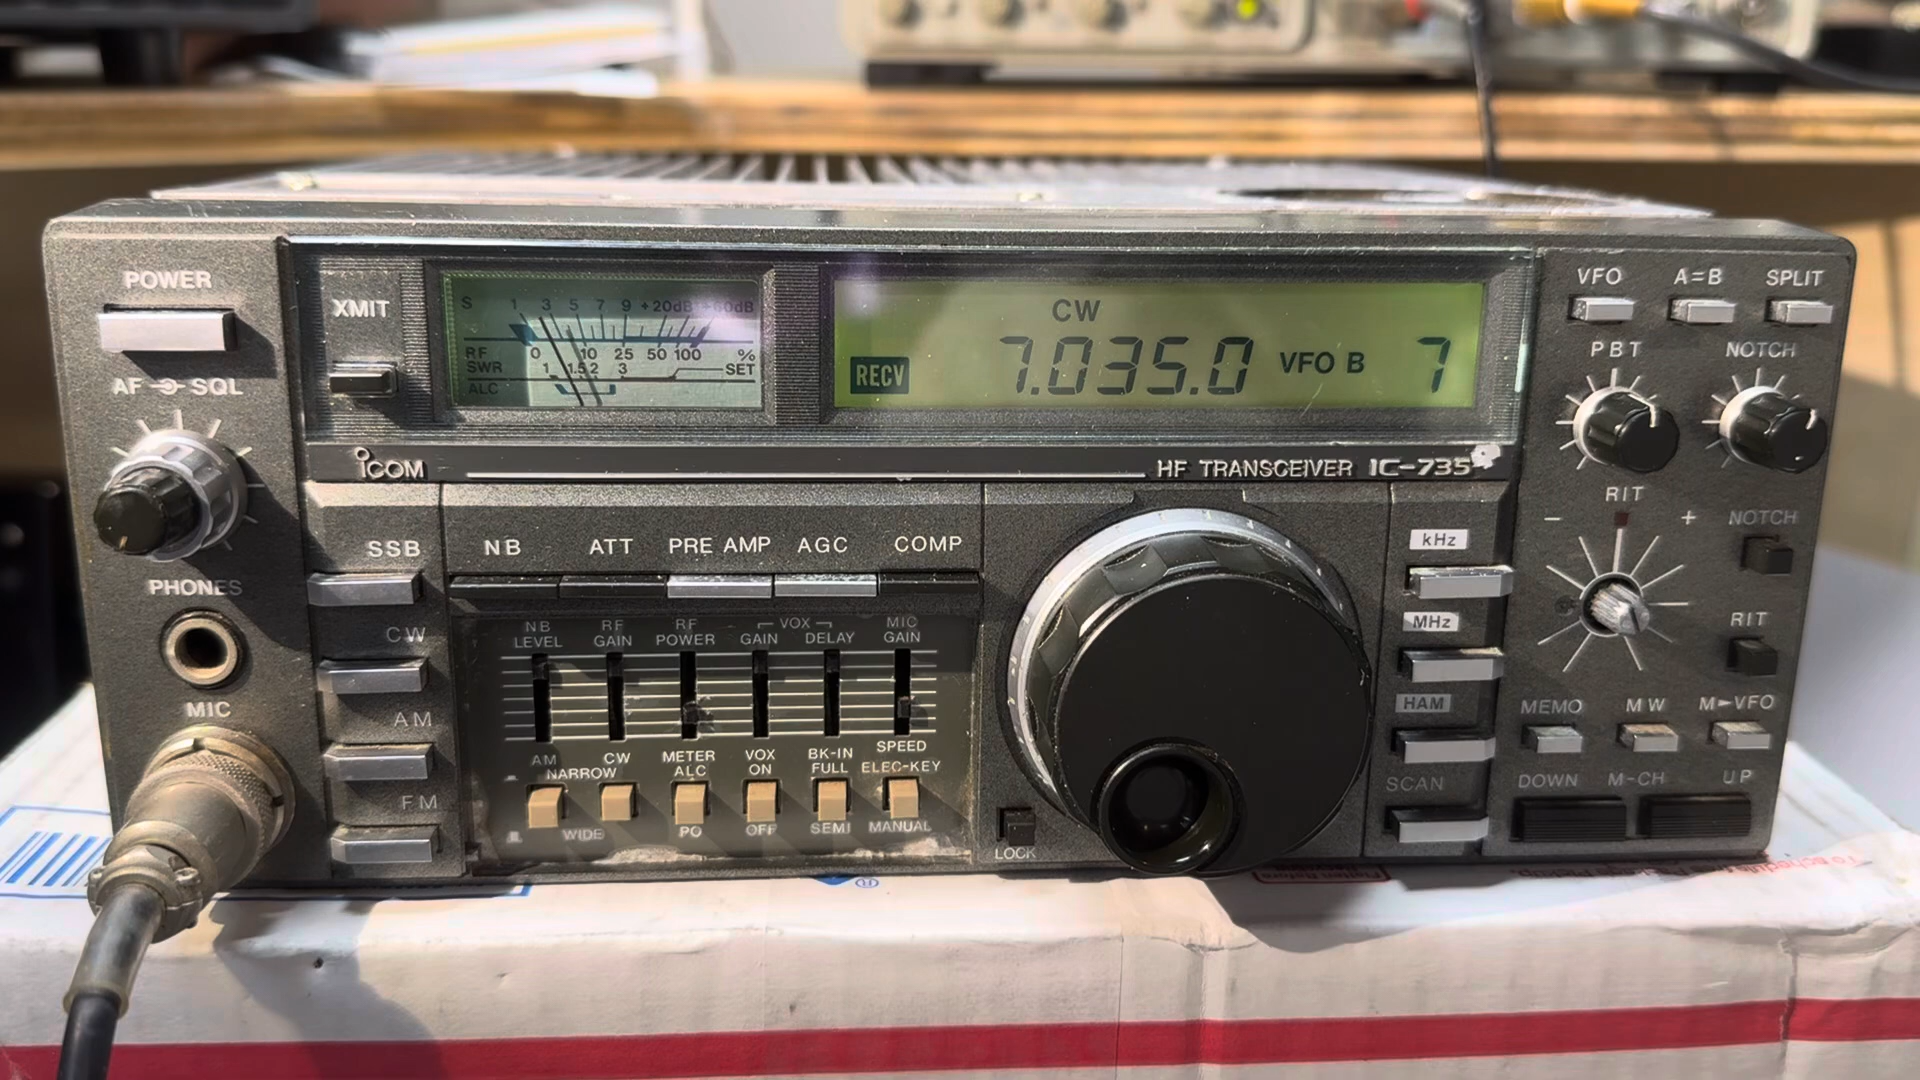 POWER
AF SQL
PHONES
MIC
XMIT
S 1 3 5 7 9 +20dB +60dB
RF 0 10 25 50 100 %
SWR 1 1.5 2 3 SET
ALC
CW
RECV 7.035.0 VFO B 7
ICOM
HF TRANSCEIVER IC-735
SSB
CW
AM
FM
NB ATT PRE AMP AGC COMP
VOX
NB LEVEL
RF GAIN
RF POWER
GAIN
DELAY
MIC GAIN
AM CW
NARROW
WIDE
METER
ALC
PO
VOX
ON
OFF
BK-IN
FULL
SEMI
SPEED
ELEC-KEY
MANUAL
LOCK
kHz
MHz
HAM
SCAN
VFO A=B SPLIT
PBT NOTCH
RIT
- +
NOTCH
RIT
MEMO MW M►VFO
DOWN M-CH UP